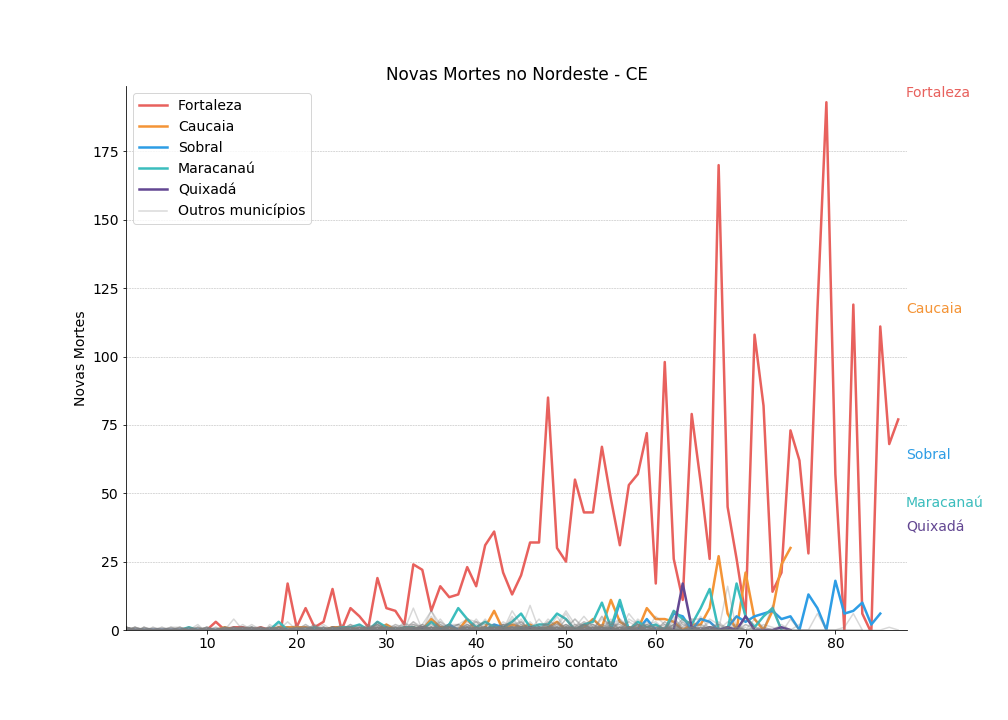 Novas Mortes no Nordeste - CE
Fortaleza
Caucaia
Sobral
Maracanaú
Quixadá
Outros municípios
Fortaleza
Caucaia
Sobral
Maracanaú
Quixadá
Novas Mortes
175
150
125
100
75
50
25
0
10
20
30
40
50
60
70
80
Dias após o primeiro contato